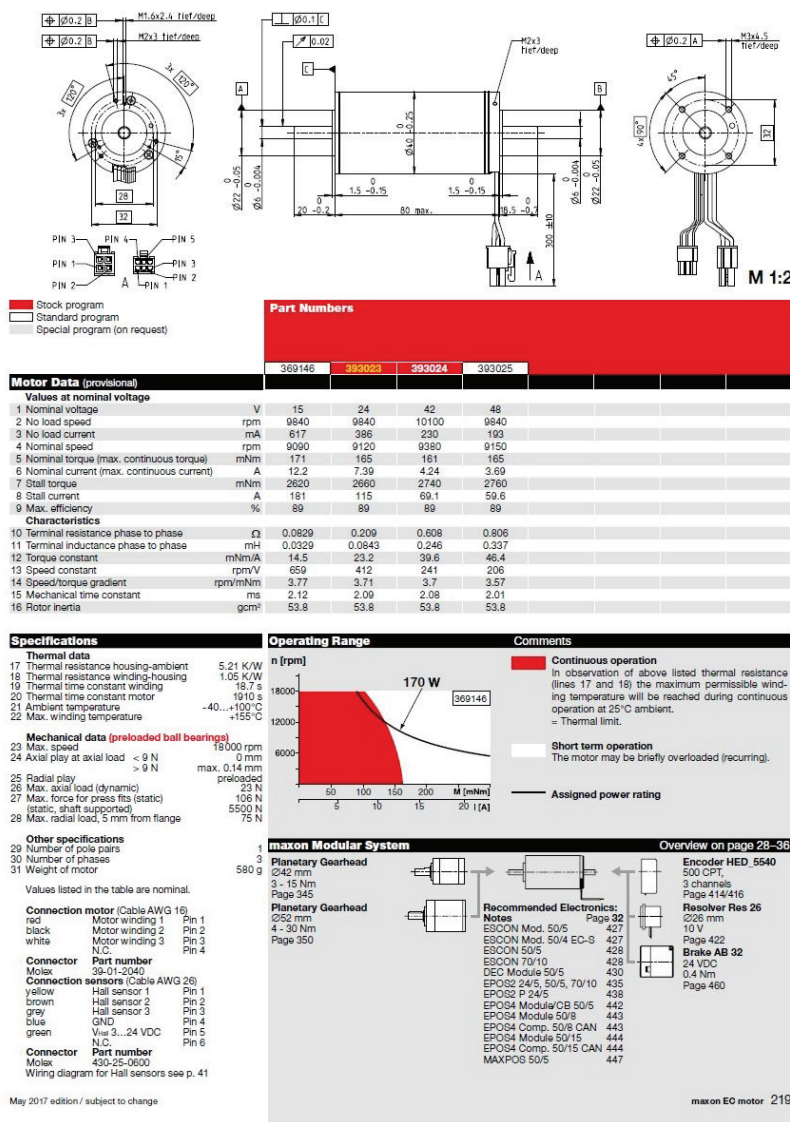 ⌖ Ø0.2 B
M1.6x2.4 tief/deep
⌖ Ø0.2 B
M2x3 tief/deep
⊥ Ø0.1 C
↗ 0.02
C
A
M2x3
tief/deep
B
⌖ Ø0.2 A
M3x4.5
tief/deep
3x 120°
3x 120°
15°
28
32
Ø22 -0.05
Ø6 -0.004
Ø40 -0.25
1.5 -0.15
1.5 -0.15
20 -0.2
80 max.
300 ±10
Ø6 -0.004
Ø22 -0.05
45°
4x 90°
32
PIN 3
PIN 4
PIN 5
PIN 1
PIN 3
PIN 2
PIN 2
A
PIN 1
A
M 1:2
Stock program
Standard program
Special program (on request)
Part Numbers
369146 393023 393024 393025
Motor Data (provisional)
Values at nominal voltage
1 Nominal voltage V 15 24 42 48
2 No load speed rpm 9840 9840 10100 9840
3 No load current mA 617 386 230 193
4 Nominal speed rpm 9090 9120 9380 9150
5 Nominal torque (max. continuous torque) mNm 171 165 161 165
6 Nominal current (max. continuous current) A 12.2 7.39 4.24 3.69
7 Stall torque mNm 2620 2660 2740 2760
8 Stall current A 181 115 69.1 59.6
9 Max. efficiency % 89 89 89 89
Characteristics
10 Terminal resistance phase to phase Ω 0.0829 0.209 0.608 0.806
11 Terminal inductance phase to phase mH 0.0329 0.0843 0.246 0.337
12 Torque constant mNm/A 14.5 23.2 39.6 46.4
13 Speed constant rpm/V 659 412 241 206
14 Speed/torque gradient rpm/mNm 3.77 3.71 3.7 3.57
15 Mechanical time constant ms 2.12 2.09 2.08 2.01
16 Rotor inertia gcm² 53.8 53.8 53.8 53.8
Specifications
Thermal data
17 Thermal resistance housing-ambient 5.21 K/W
18 Thermal resistance winding-housing 1.05 K/W
19 Thermal time constant winding 18.7 s
20 Thermal time constant motor 1910 s
21 Ambient temperature -40...+100°C
22 Max. winding temperature +155°C
Mechanical data (preloaded ball bearings)
23 Max. speed 18000 rpm
24 Axial play at axial load < 9 N 0 mm
> 9 N max. 0.14 mm
25 Radial play preloaded
26 Max. axial load (dynamic) 23 N
27 Max. force for press fits (static) 106 N
(static, shaft supported) 5500 N
28 Max. radial load, 5 mm from flange 75 N
Other specifications
29 Number of pole pairs 1
30 Number of phases 3
31 Weight of motor 580 g
Values listed in the table are nominal.
Connection motor (Cable AWG 16)
red Motor winding 1 Pin 1
black Motor winding 2 Pin 2
white Motor winding 3 Pin 3
N.C. Pin 4
Connector Part number
Molex 39-01-2040
Connection sensors (Cable AWG 26)
yellow Hall sensor 1 Pin 1
brown Hall sensor 2 Pin 2
grey Hall sensor 3 Pin 3
blue GND Pin 4
green VHall 3...24 VDC Pin 5
N.C. Pin 6
Connector Part number
Molex 430-25-0600
Wiring diagram for Hall sensors see p. 41
Operating Range
n [rpm]
170 W
369146
18000
12000
6000
50 100 150 200 M [mNm]
5 10 15 20 I [A]
Comments
Continuous operation
In observation of above listed thermal resistance
(lines 17 and 18) the maximum permissible wind-
ing temperature will be reached during continuous
operation at 25°C ambient.
= Thermal limit.
Short term operation
The motor may be briefly overloaded (recurring).
Assigned power rating
maxon Modular System
Overview on page 28–36
Planetary Gearhead
Ø42 mm
3 - 15 Nm
Page 345
Planetary Gearhead
Ø52 mm
4 - 30 Nm
Page 350
Recommended Electronics:
Notes Page 32
ESCON Mod. 50/5 427
ESCON Mod. 50/4 EC-S 427
ESCON 50/5 428
ESCON 70/10 428
DEC Module 50/5 430
EPOS2 24/5, 50/5, 70/10 435
EPOS2 P 24/5 438
EPOS4 Module/CB 50/5 442
EPOS4 Module 50/8 443
EPOS4 Comp. 50/8 CAN 443
EPOS4 Module 50/15 444
EPOS4 Comp. 50/15 CAN 444
MAXPOS 50/5 447
Encoder HED_5540
500 CPT,
3 channels
Page 414/416
Resolver Res 26
Ø26 mm
10 V
Page 422
Brake AB 32
24 VDC
0.4 Nm
Page 460
May 2017 edition / subject to change
maxon EC motor 219